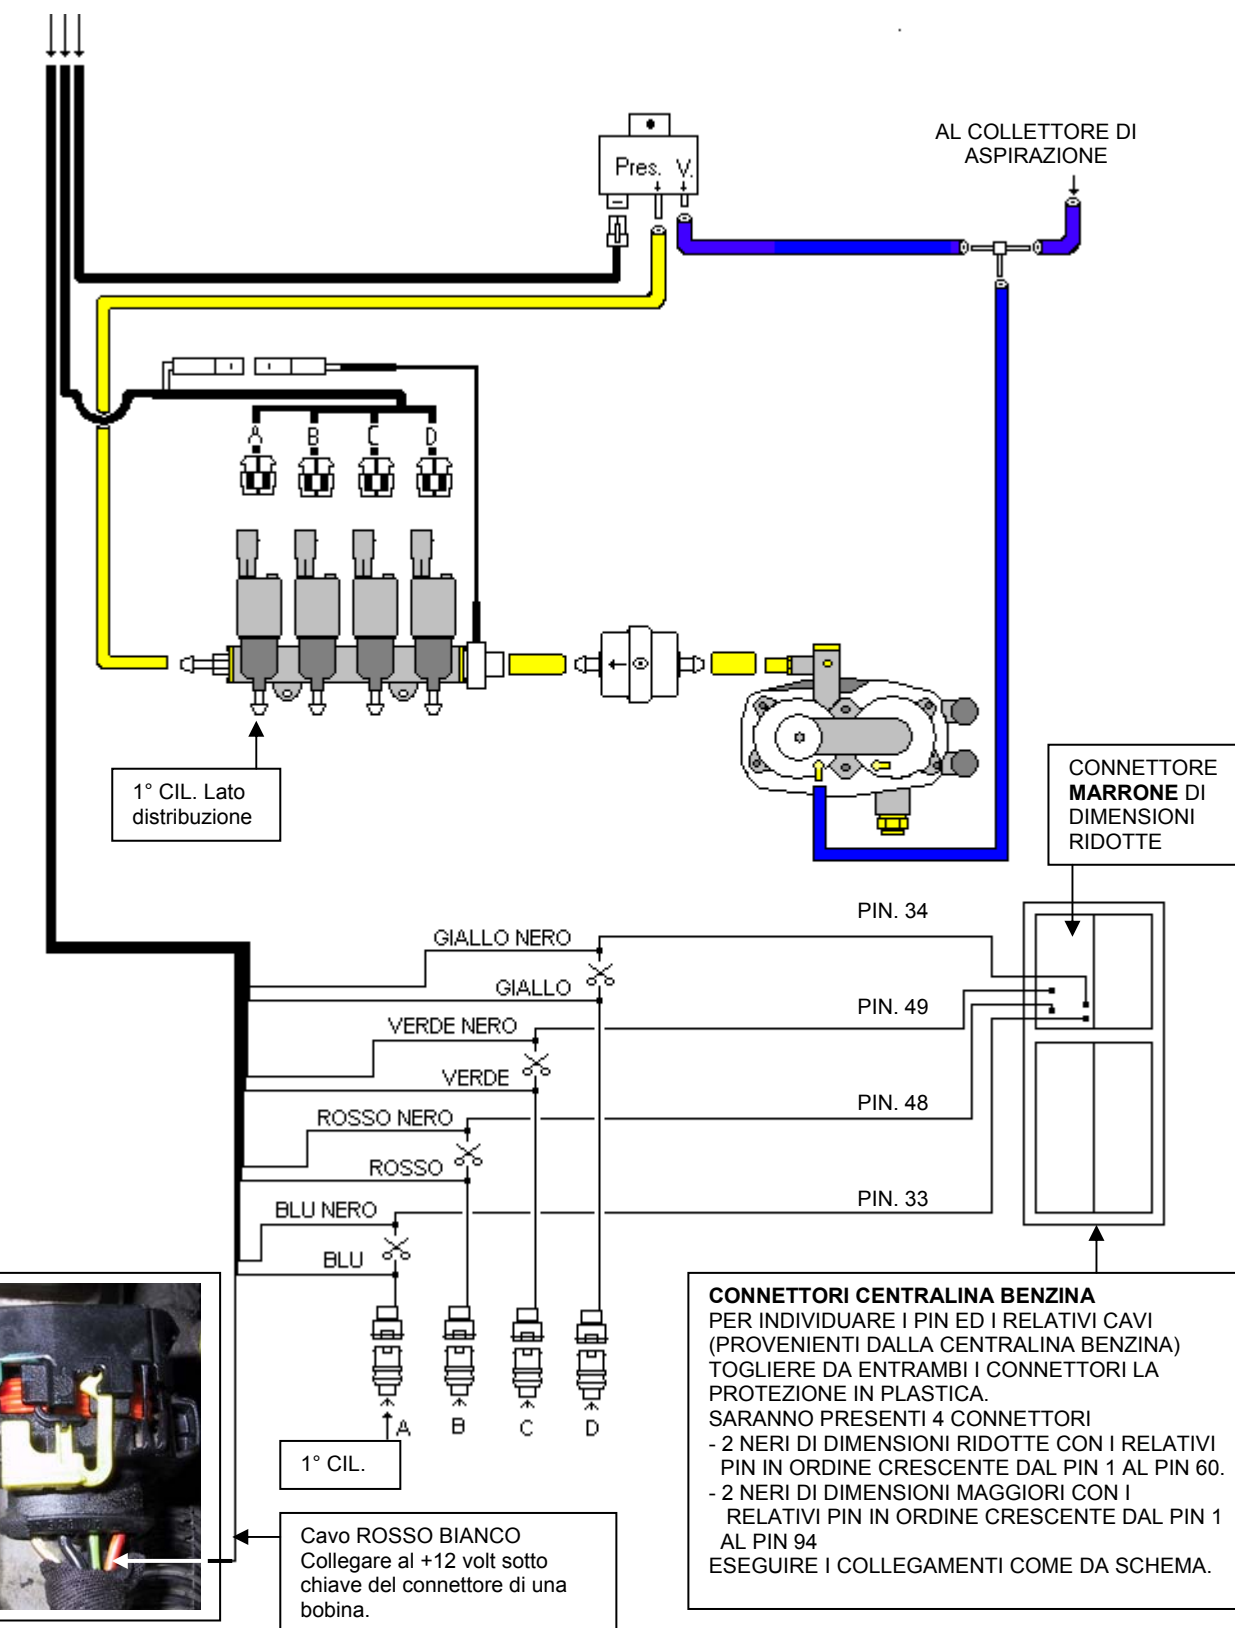 AL COLLETTORE DI
ASPIRAZIONE
Pres. V.
A B C D
1° CIL. Lato
distribuzione
CONNETTORE
MARRONE DI
DIMENSIONI
RIDOTTE
PIN. 34
GIALLO NERO
GIALLO
PIN. 49
VERDE NERO
VERDE
PIN. 48
ROSSO NERO
ROSSO
PIN. 33
BLU NERO
BLU
A B C D
1° CIL.
Cavo ROSSO BIANCO
Collegare al +12 volt sotto
chiave del connettore di una
bobina.
CONNETTORI CENTRALINA BENZINA
PER INDIVIDUARE I PIN ED I RELATIVI CAVI
(PROVENIENTI DALLA CENTRALINA BENZINA)
TOGLIERE DA ENTRAMBI I CONNETTORI LA
PROTEZIONE IN PLASTICA.
SARANNO PRESENTI 4 CONNETTORI
- 2 NERI DI DIMENSIONI RIDOTTE CON I RELATIVI
PIN IN ORDINE CRESCENTE DAL PIN 1 AL PIN 60.
- 2 NERI DI DIMENSIONI MAGGIORI CON I
RELATIVI PIN IN ORDINE CRESCENTE DAL PIN 1
AL PIN 94
ESEGUIRE I COLLEGAMENTI COME DA SCHEMA.